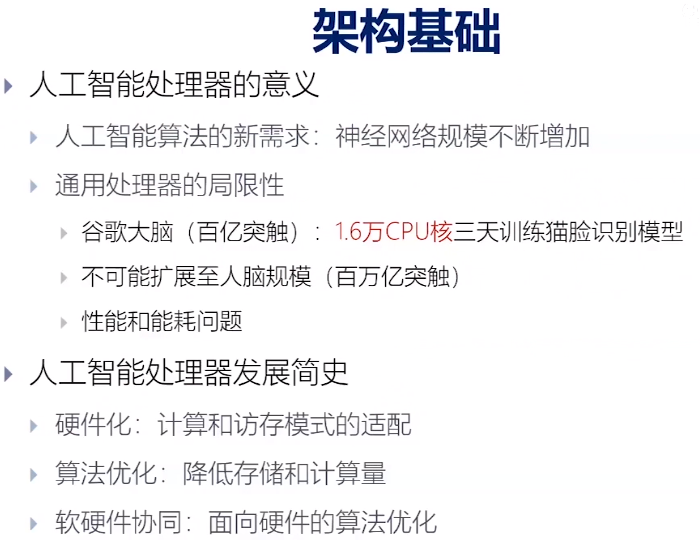 架构基础
人工智能处理器的意义
人工智能算法的新需求：神经网络规模不断增加
通用处理器的局限性
谷歌大脑（百亿突触）：1.6万CPU核三天训练猫脸识别模型
不可能扩展至人脑规模（百万亿突触）
性能和能耗问题
人工智能处理器发展简史
硬件化：计算和访存模式的适配
算法优化：降低存储和计算量
软硬件协同：面向硬件的算法优化